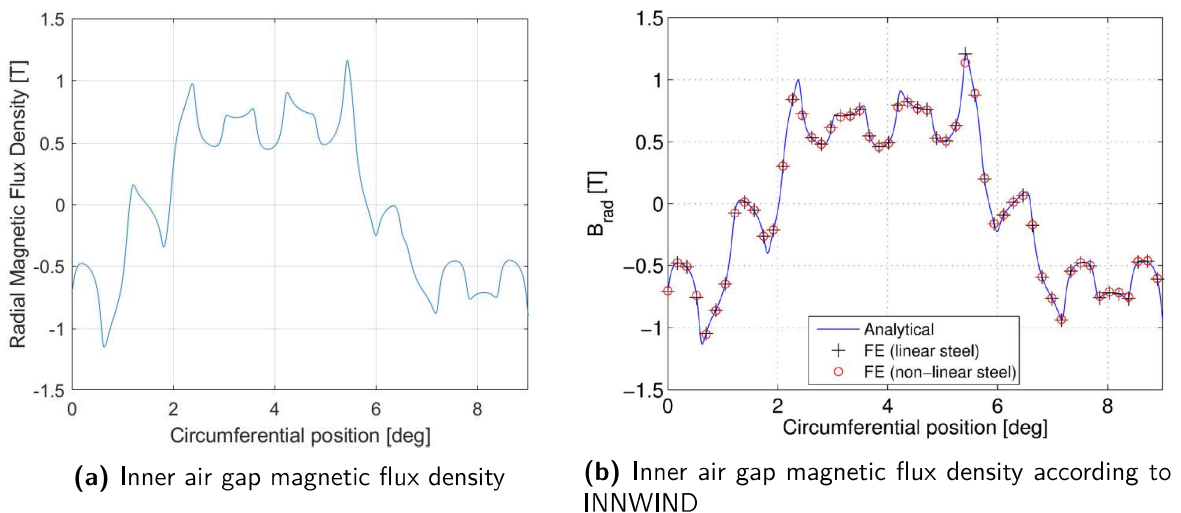 1.5
1
0.5
0
-0.5
-1
-1.5
Radial Magnetic Flux Density [T]
0 2 4 6 8
Circumferential position [deg]
(a) Inner air gap magnetic flux density
1.5
1
0.5
0
−0.5
−1
−1.5
B_rad [T]
Analytical
FE (linear steel)
FE (non−linear steel)
0 2 4 6 8
Circumferential position [deg]
(b) Inner air gap magnetic flux density according to
INNWIND